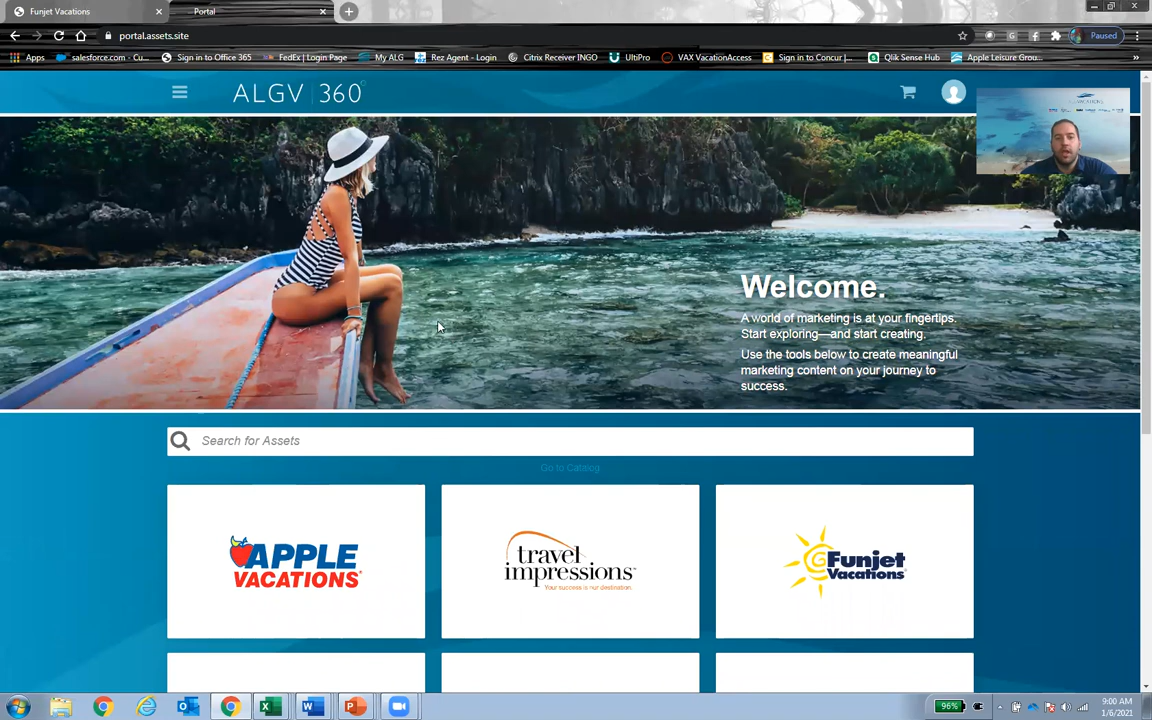 Funjet Vacations
Portal
portal.assets.site
Paused
Apps
salesforce.com - Cu...
Sign in to Office 365
FedEx | Login Page
My ALG
Rez Agent - Login
Citrix Receiver INGO
UltiPro
VAX VacationAccess
Sign in to Concur |...
Qlik Sense Hub
Apple Leisure Grou...
»
ALGV | 360°
Welcome.
A world of marketing is at your fingertips.
Start exploring—and start creating.
Use the tools below to create meaningful
marketing content on your journey to
success.
Search for Assets
Go to Catalog
APPLE
VACATIONS
travel
impressions
Your success is our destination.
Funjet
Vacations
96%
9:00 AM
1/6/2021